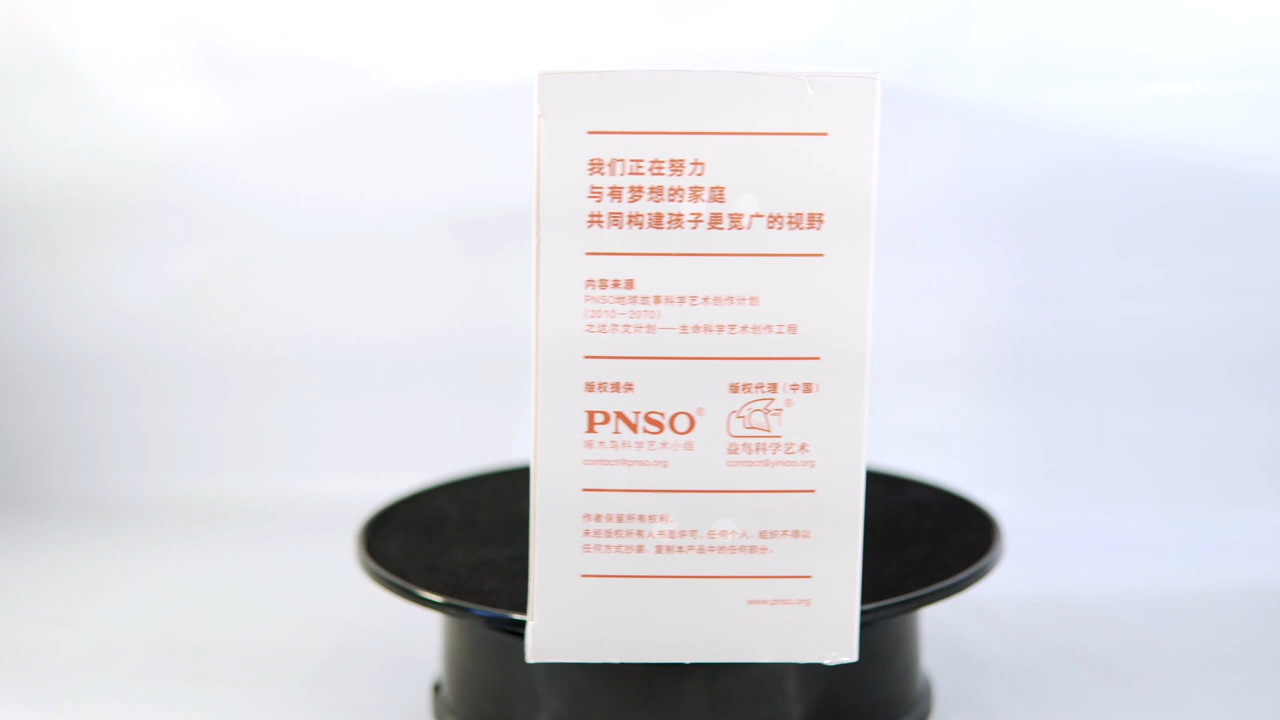 我们正在努力
与有梦想的家庭
共同构建孩子更宽广的视野
内容来源
PNSO地球故事科学艺术创作计划
（2010－2070）
之达尔文计划——生命科学艺术创作工程
版权提供
版权代理（中国）
PNSO®
®
啄木鸟科学艺术小组
益鸟科学艺术
contact@pnso.org
contact@yiniao.org
作者保留所有权利。
未经版权所有人书面许可，任何个人、组织不得以
任何方式抄袭、复制本产品中的任何部分。
www.pnso.org